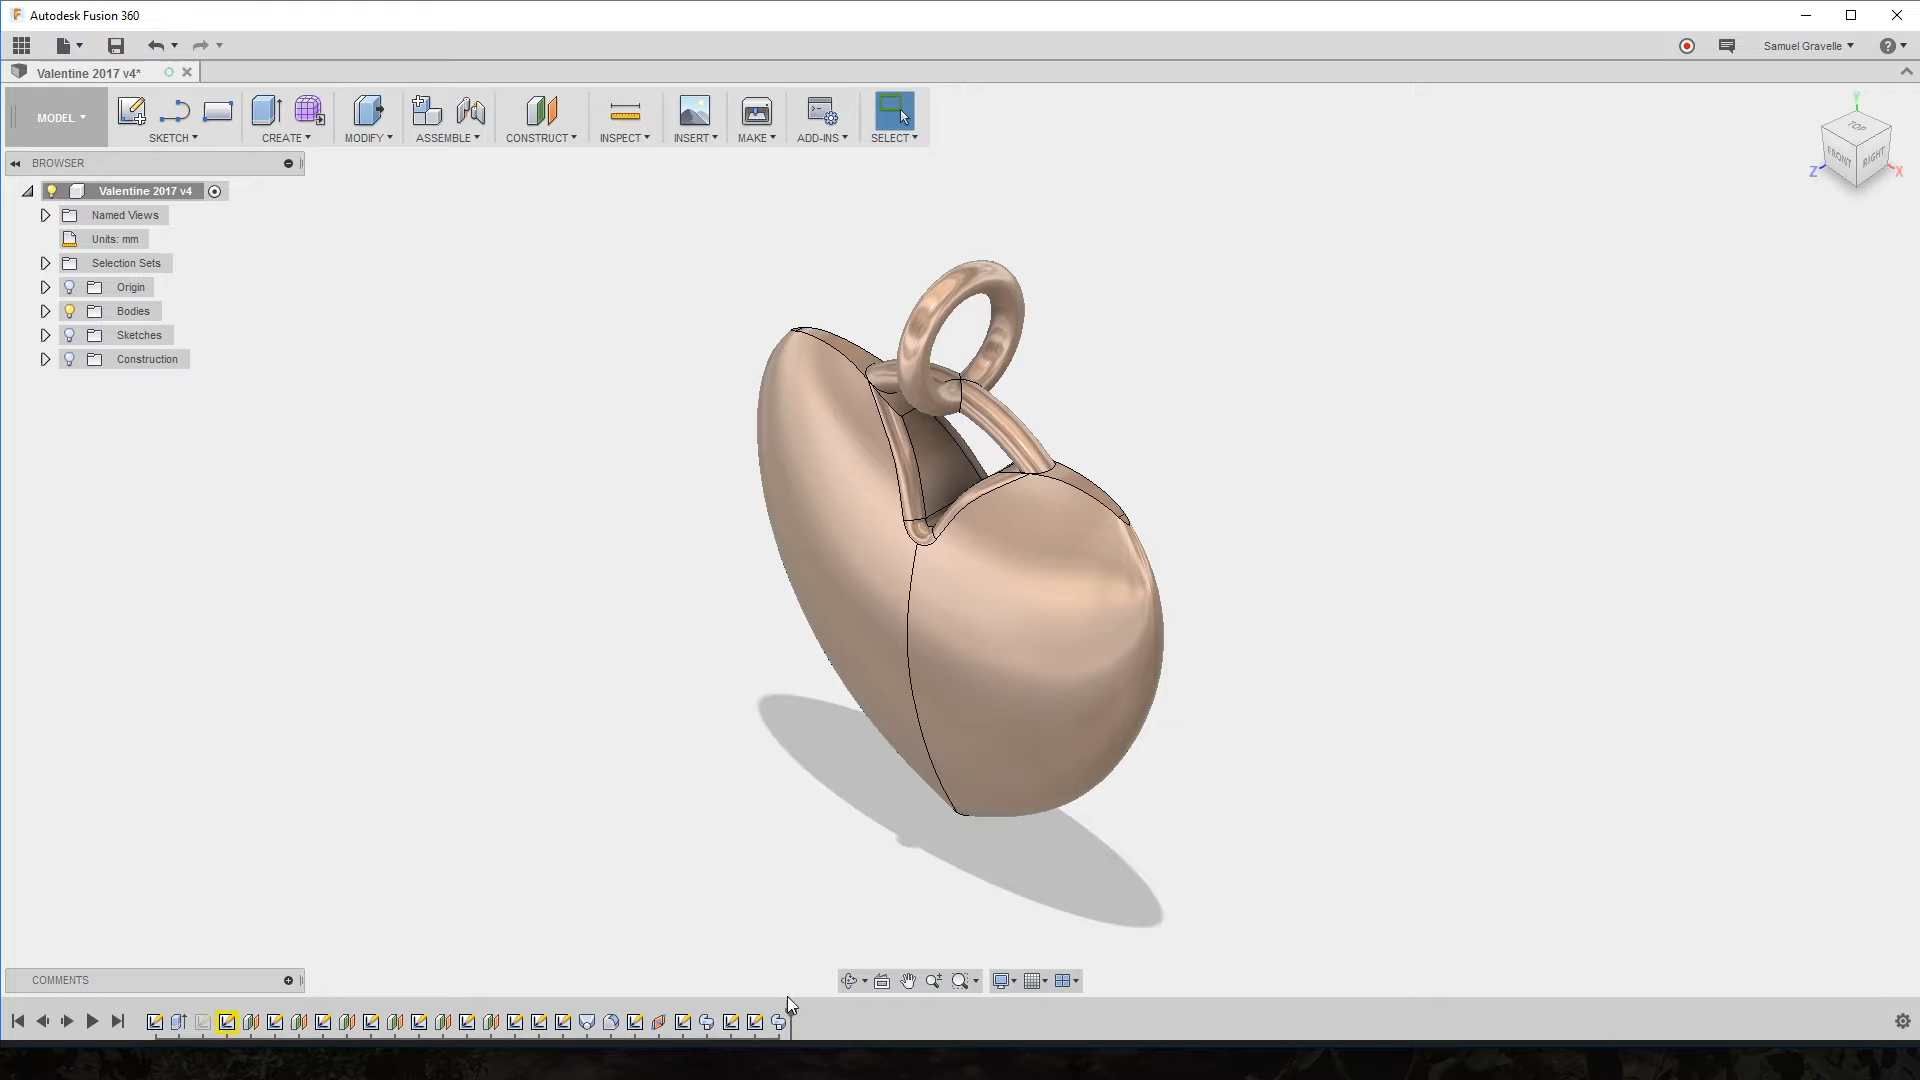 Autodesk Fusion 360
Samuel Gravelle
Valentine 2017 v4*
MODEL
SKETCH
CREATE
MODIFY
ASSEMBLE
CONSTRUCT
INSPECT
INSERT
MAKE
ADD-INS
SELECT
Y
TOP
FRONT
RIGHT
Z
X
BROWSER
Valentine 2017 v4
Named Views
Units: mm
Selection Sets
Origin
Bodies
Sketches
Construction
COMMENTS